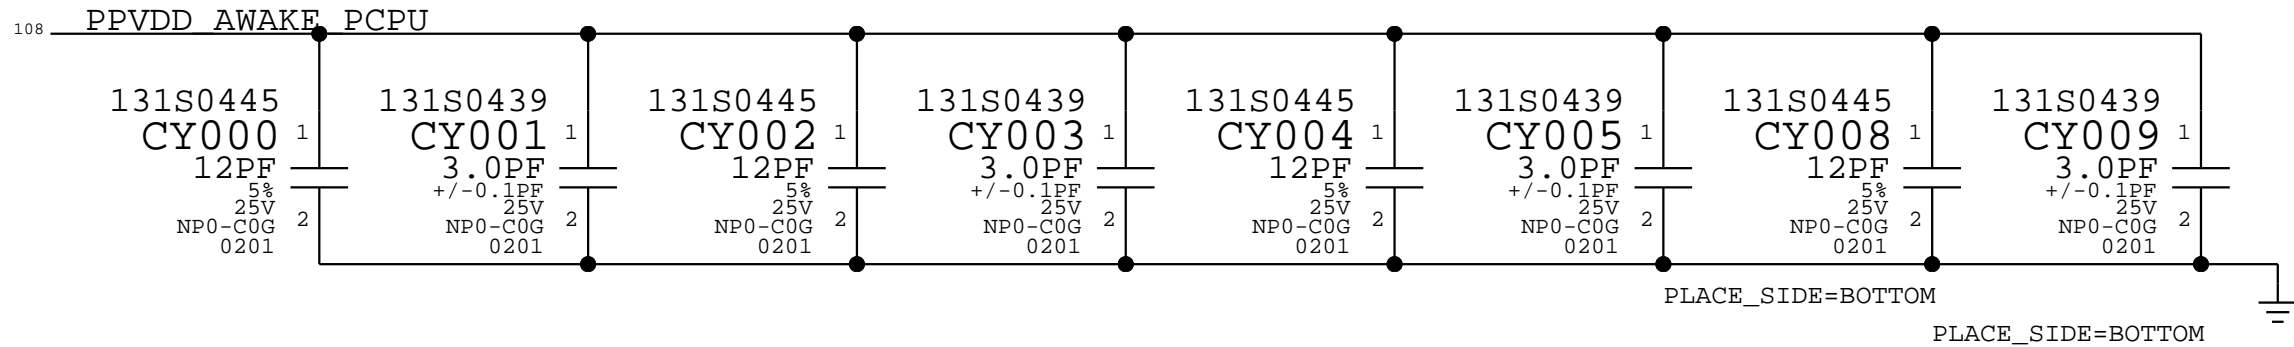 108 PPVDD_AWAKE_PCPU
131S0445
CY000
1
12PF
5%
25V
NP0-C0G
0201
2
131S0439
CY001
1
3.0PF
+/-0.1PF
25V
NP0-C0G
0201
2
131S0445
CY002
1
12PF
5%
25V
NP0-C0G
0201
2
131S0439
CY003
1
3.0PF
+/-0.1PF
25V
NP0-C0G
0201
2
131S0445
CY004
1
12PF
5%
25V
NP0-C0G
0201
2
131S0439
CY005
1
3.0PF
+/-0.1PF
25V
NP0-C0G
0201
2
131S0445
CY008
1
12PF
5%
25V
NP0-C0G
0201
2
131S0439
CY009
1
3.0PF
+/-0.1PF
25V
NP0-C0G
0201
2
PLACE_SIDE=BOTTOM
PLACE_SIDE=BOTTOM